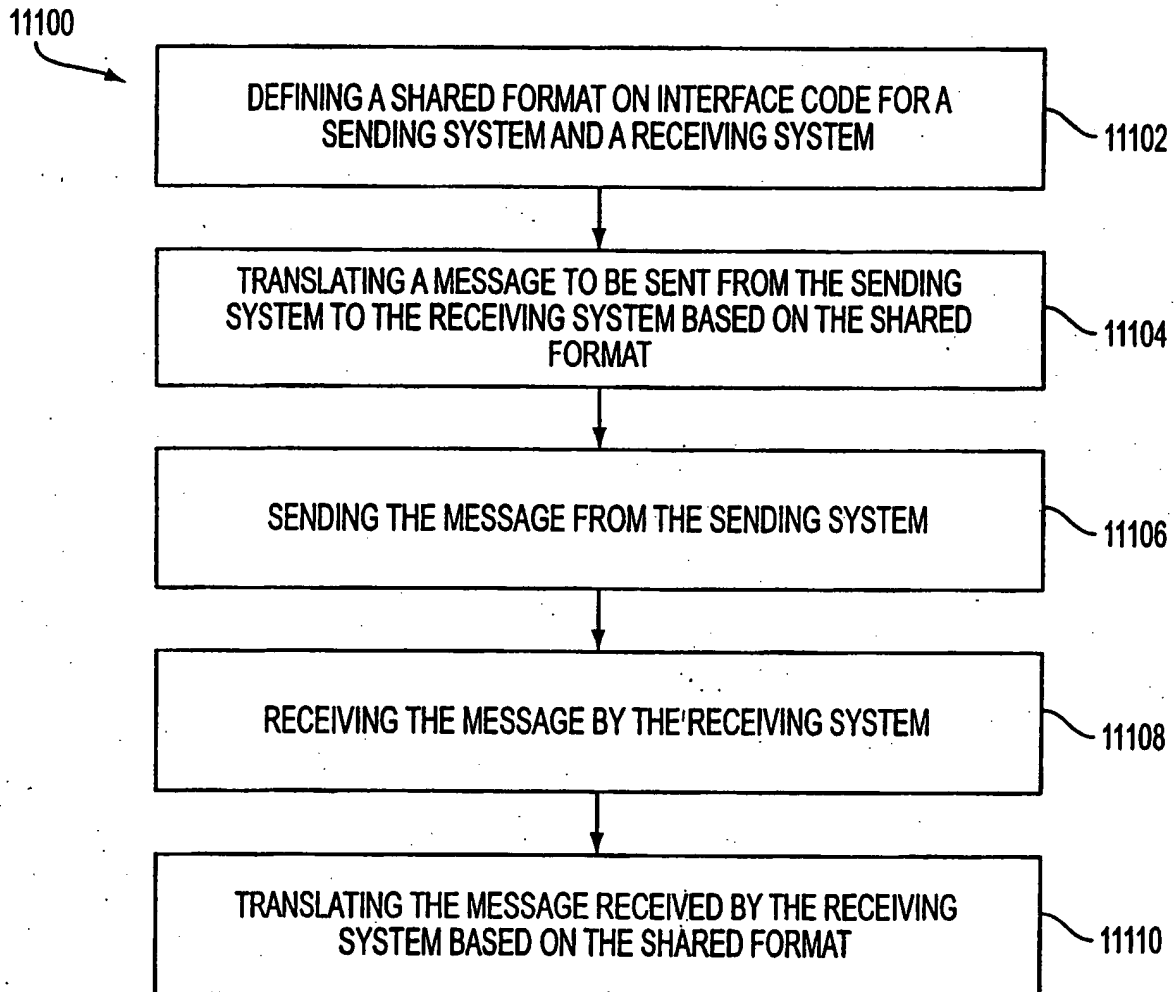 11100
DEFINING A SHARED FORMAT ON INTERFACE CODE FOR A
SENDING SYSTEM AND A RECEIVING SYSTEM
11102
TRANSLATING A MESSAGE TO BE SENT FROM THE SENDING
SYSTEM TO THE RECEIVING SYSTEM BASED ON THE SHARED
FORMAT
11104
SENDING THE MESSAGE FROM THE SENDING SYSTEM
11106
RECEIVING THE MESSAGE BY THE RECEIVING SYSTEM
11108
TRANSLATING THE MESSAGE RECEIVED BY THE RECEIVING
SYSTEM BASED ON THE SHARED FORMAT
11110